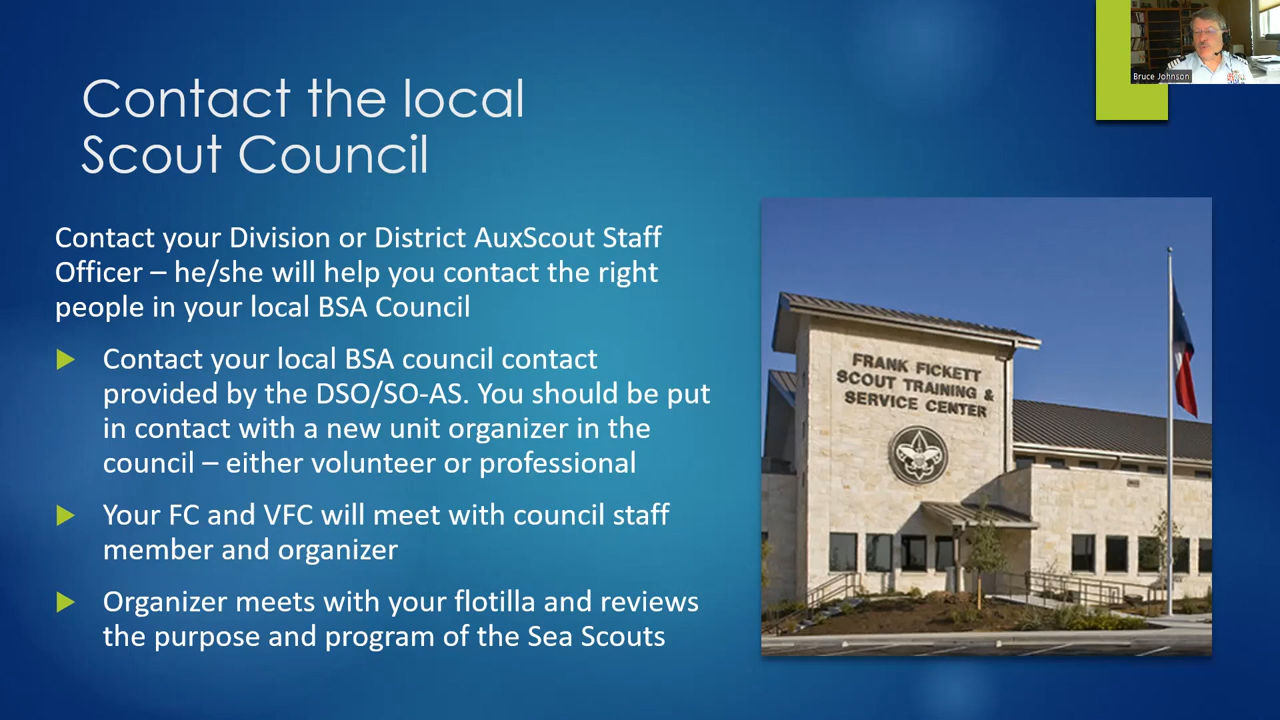 Bruce Johnson
Contact the local
Scout Council
Contact your Division or District AuxScout Staff
Officer – he/she will help you contact the right
people in your local BSA Council
Contact your local BSA council contact
provided by the DSO/SO-AS. You should be put
in contact with a new unit organizer in the
council – either volunteer or professional
Your FC and VFC will meet with council staff
member and organizer
Organizer meets with your flotilla and reviews
the purpose and program of the Sea Scouts
FRANK FICKETT
SCOUT TRAINING &
SERVICE CENTER